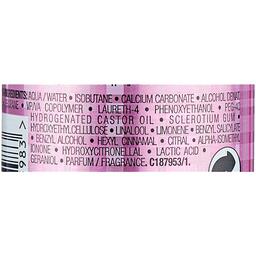 INGREDIENTS: AQUA / WATER • ISOBUTANE • CALCIUM CARBONATE • ALCOHOL DENAT.
• VP/VA COPOLYMER • LAURETH-4 • PHENOXYETHANOL • PEG-40
HYDROGENATED CASTOR OIL • SCLEROTIUM GUM •
HYDROXYETHYLCELLULOSE • LINALOOL • LIMONENE • BENZYL SALICYLATE
• BENZYL ALCOHOL • HEXYL CINNAMAL • CITRAL • ALPHA-ISOMETHYL
IONONE • HYDROXYCITRONELLAL • LACTIC ACID •
GERANIOL • PARFUM / FRAGRANCE. C187953/1.
983